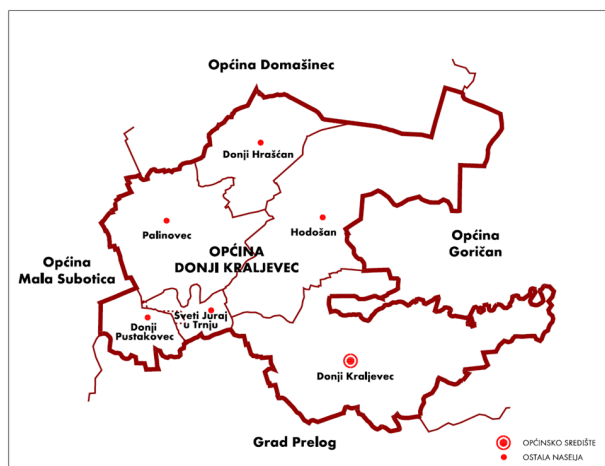 Općina Domašinec
Donji Hrašćan
Palinovec
Hodošan
OPĆINA
DONJI KRALJEVEC
Općina
Goričan
Općina
Mala Subotica
Sveti Juraj
u Trnju
Donji
Pustakovec
Donji Kraljevec
Grad Prelog
OPĆINSKO SREDIŠTE
OSTALA NASELJA